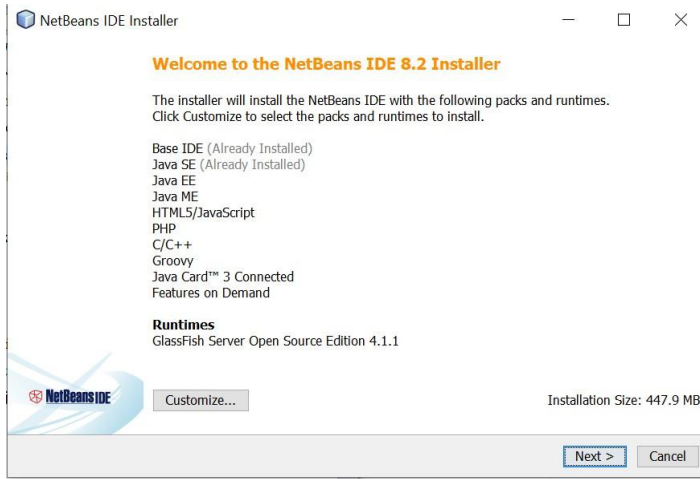 NetBeans IDE Installer
Welcome to the NetBeans IDE 8.2 Installer
The installer will install the NetBeans IDE with the following packs and runtimes.
Click Customize to select the packs and runtimes to install.
Base IDE (Already Installed)
Java SE (Already Installed)
Java EE
Java ME
HTML5/JavaScript
PHP
C/C++
Groovy
Java Card™ 3 Connected
Features on Demand
Runtimes
GlassFish Server Open Source Edition 4.1.1
NetBeans IDE
Customize...
Installation Size: 447.9 MB
Next >
Cancel